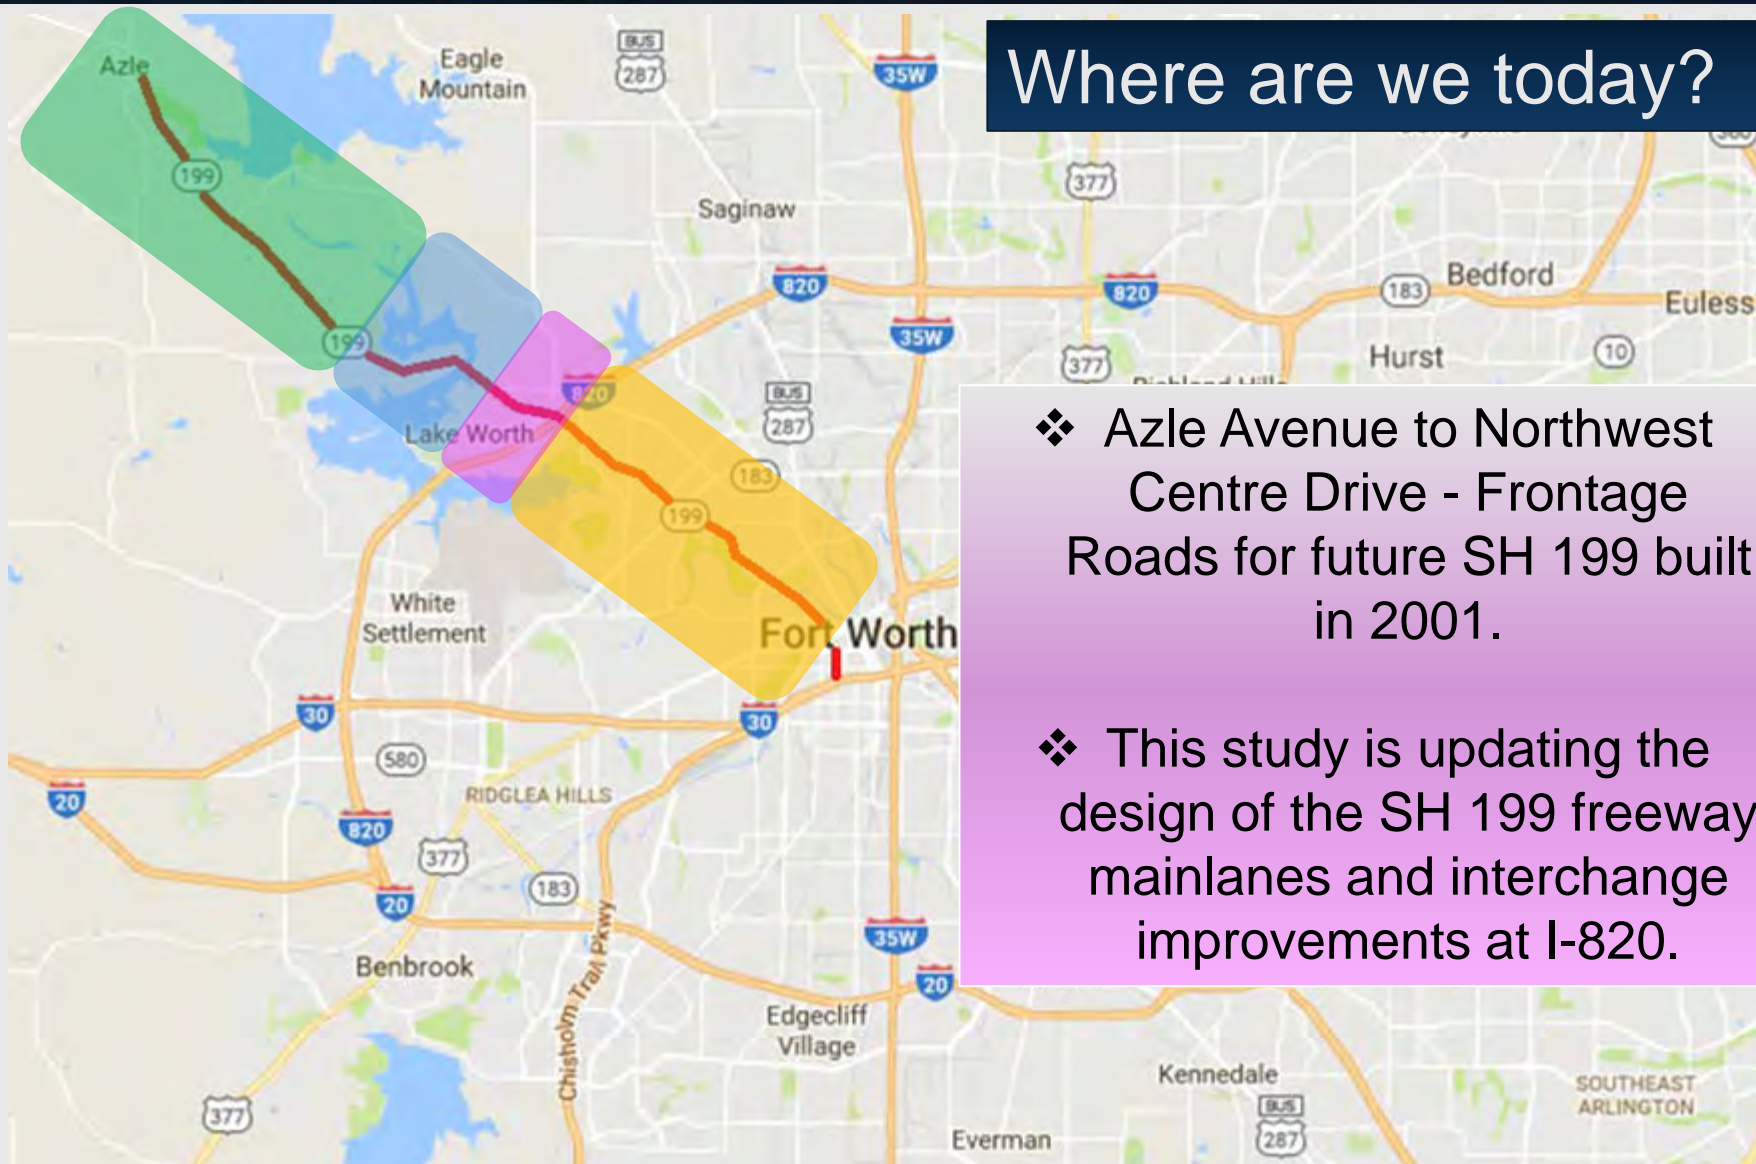 Where are we today?
Azle
Eagle
Mountain
BUS
287
35W
377
199
Saginaw
820
820
183
Bedford
Euless
35W
199
377
Hurst
10
820
BUS
287
Lake Worth
183
199
❖ Azle Avenue to Northwest
Centre Drive - Frontage
Roads for future SH 199 built
in 2001.
❖ This study is updating the
design of the SH 199 freeway
mainlanes and interchange
improvements at I-820.
White
Settlement
Fort Worth
30
30
580
20
RIDGLEA HILLS
820
377
183
20
35W
Chisholm Trail Pkwy
Benbrook
20
Edgecliff
Village
Kennedale
SOUTHEAST
ARLINGTON
377
BUS
287
Everman